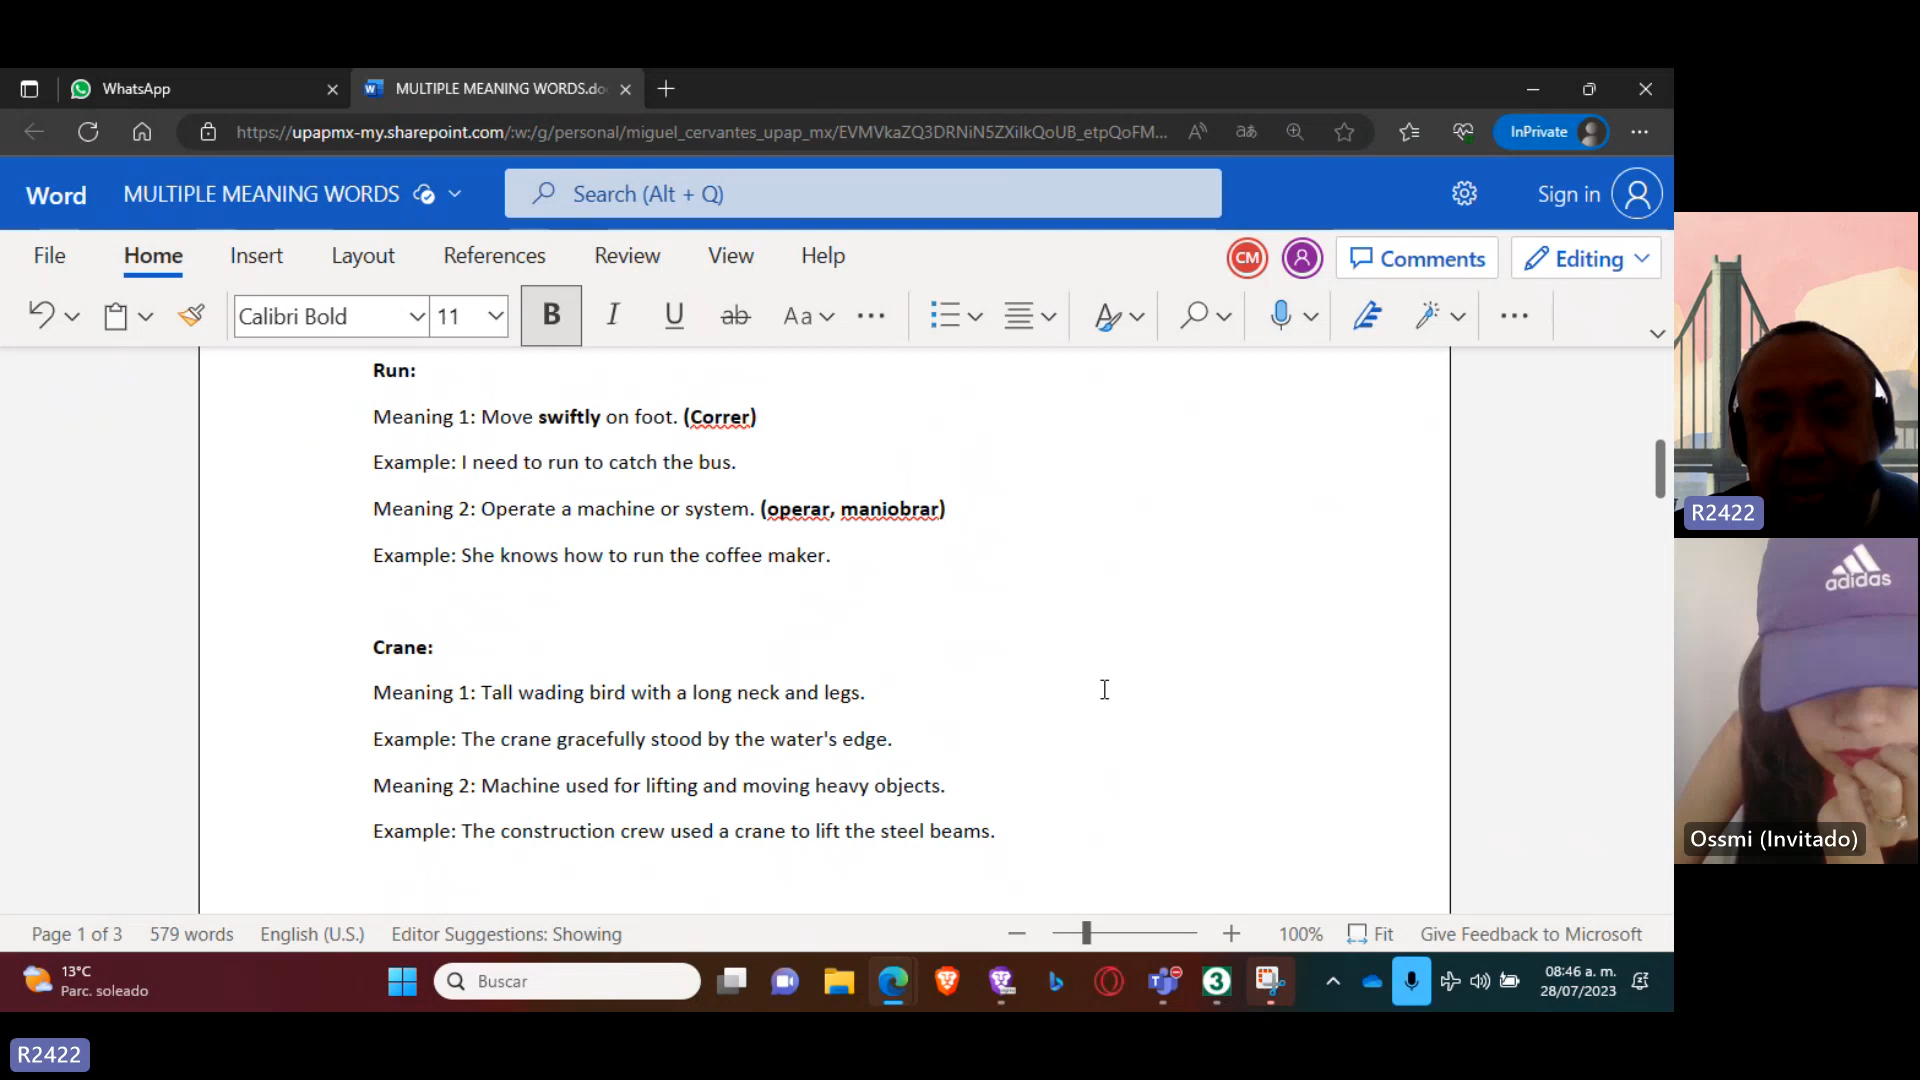 WhatsApp
MULTIPLE MEANING WORDS.do
https://upapmx-my.sharepoint.com/:w:/g/personal/miguel_cervantes_upap_mx/EVMVkaZQ3DRNiN5ZXiIkQoUB_etpQoFM...
InPrivate
Word MULTIPLE MEANING WORDS
Search (Alt + Q)
Sign in
File Home Insert Layout References Review View Help
CM
Comments
Editing
Calibri Bold 11 B I U ab Aa
Run:
Meaning 1: Move swiftly on foot. (Correr)
Example: I need to run to catch the bus.
Meaning 2: Operate a machine or system. (operar, maniobrar)
Example: She knows how to run the coffee maker.
Crane:
Meaning 1: Tall wading bird with a long neck and legs.
Example: The crane gracefully stood by the water's edge.
Meaning 2: Machine used for lifting and moving heavy objects.
Example: The construction crew used a crane to lift the steel beams.
Page 1 of 3 579 words English (U.S.) Editor Suggestions: Showing
100% Fit Give Feedback to Microsoft
13°C
Parc. soleado
Buscar
08:46 a. m.
28/07/2023
R2422
adidas
Ossmi (Invitado)
R2422